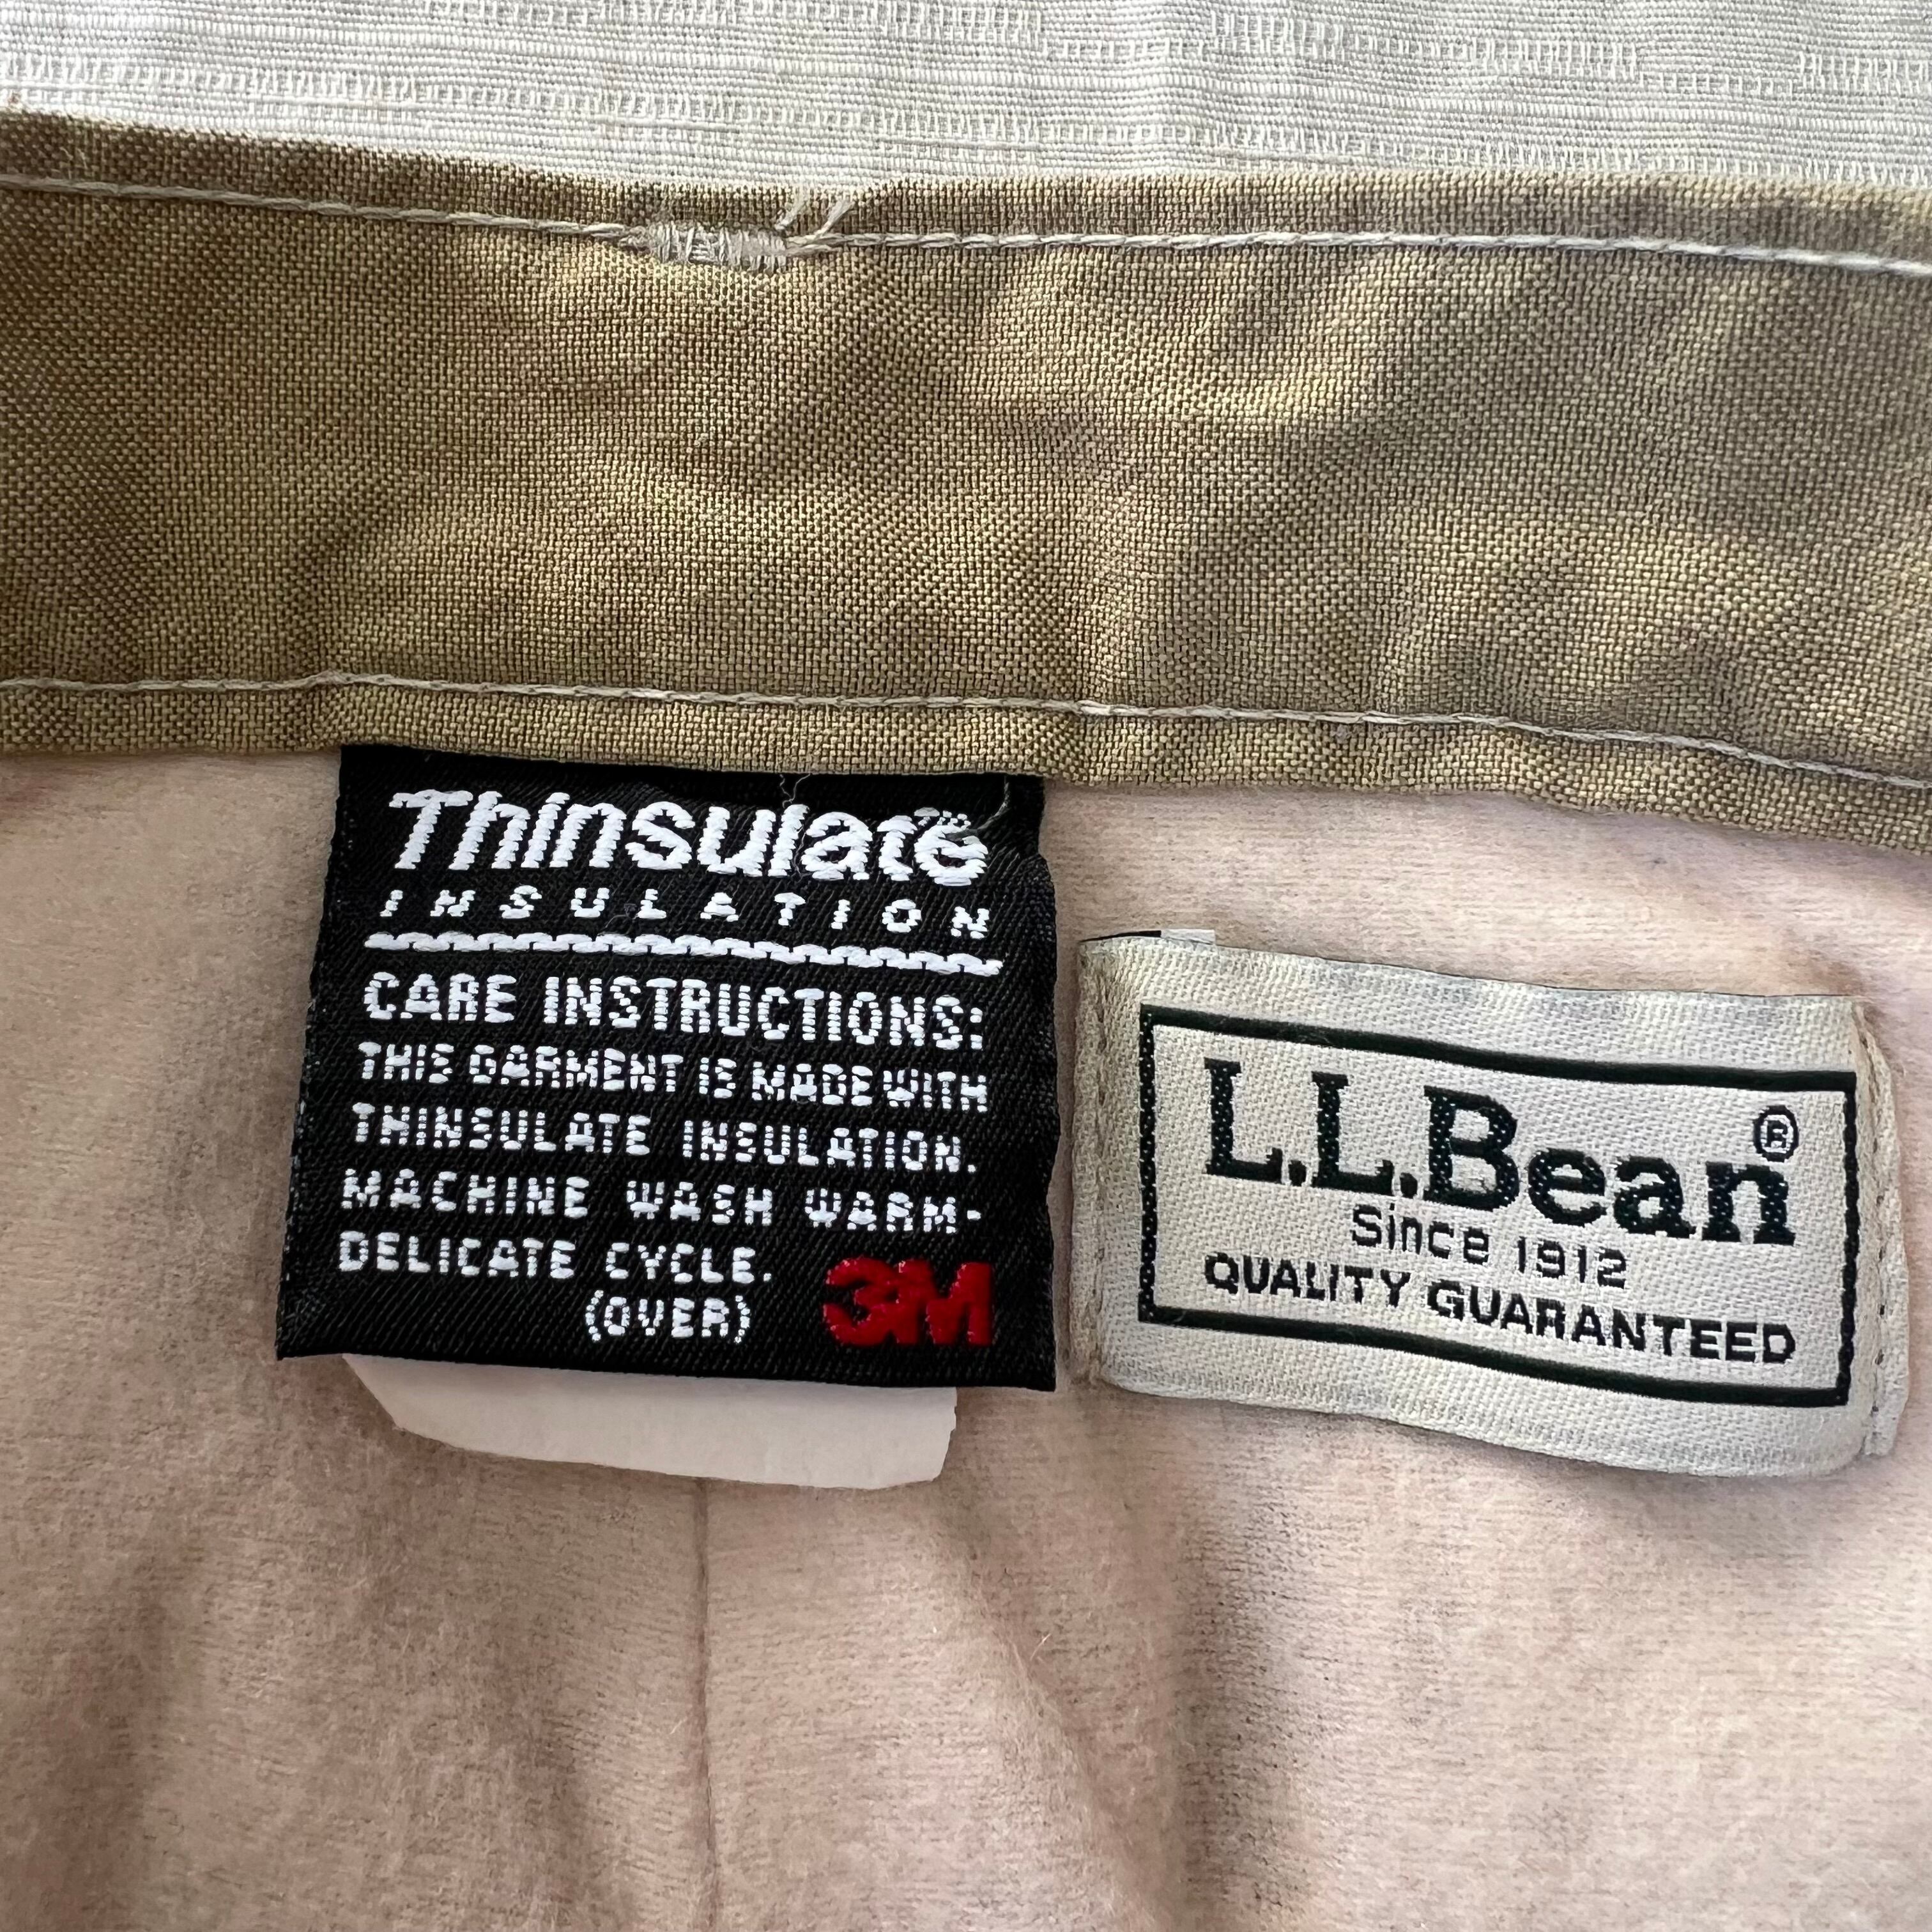 Thinsulate™
INSULATION
CARE INSTRUCTIONS:
THIS GARMENT IS MADE WITH
THINSULATE INSULATION.
MACHINE WASH WARM-
DELICATE CYCLE.
(OVER)
3M
L.L.Bean®
Since 1912
QUALITY GUARANTEED